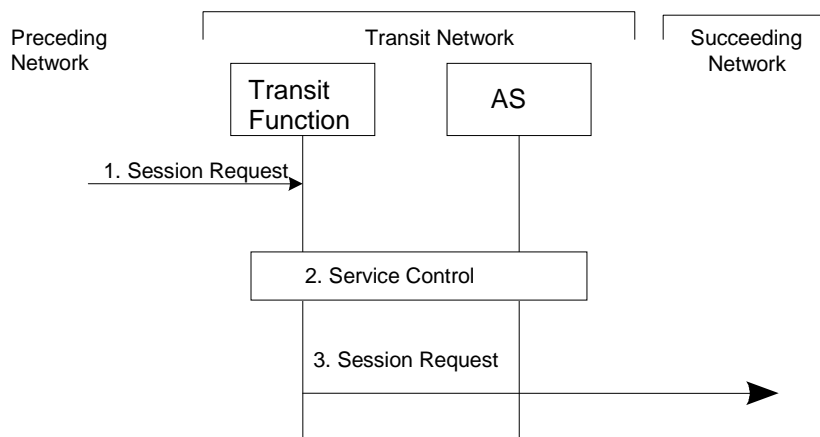 Preceding
Network
Transit Network
Succeeding
Network
Transit
Function
AS
1. Session Request
2. Service Control
3. Session Request